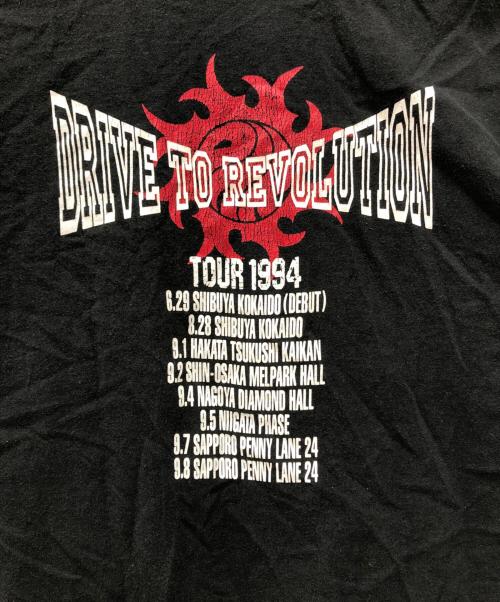 DRIVE TO REVOLUTION
TOUR 1994
6.29 SHIBUYA KOKAIDO (DEBUT)
8.28 SHIBUYA KOKAIDO
9.1 HAKATA TSUKUSHI KAIKAN
9.2 SHIN-OSAKA MELPARK HALL
9.4 NAGOYA DIAMOND HALL
9.5 NIIGATA PHASE
9.7 SAPPORO PENNY LANE 24
9.8 SAPPORO PENNY LANE 24